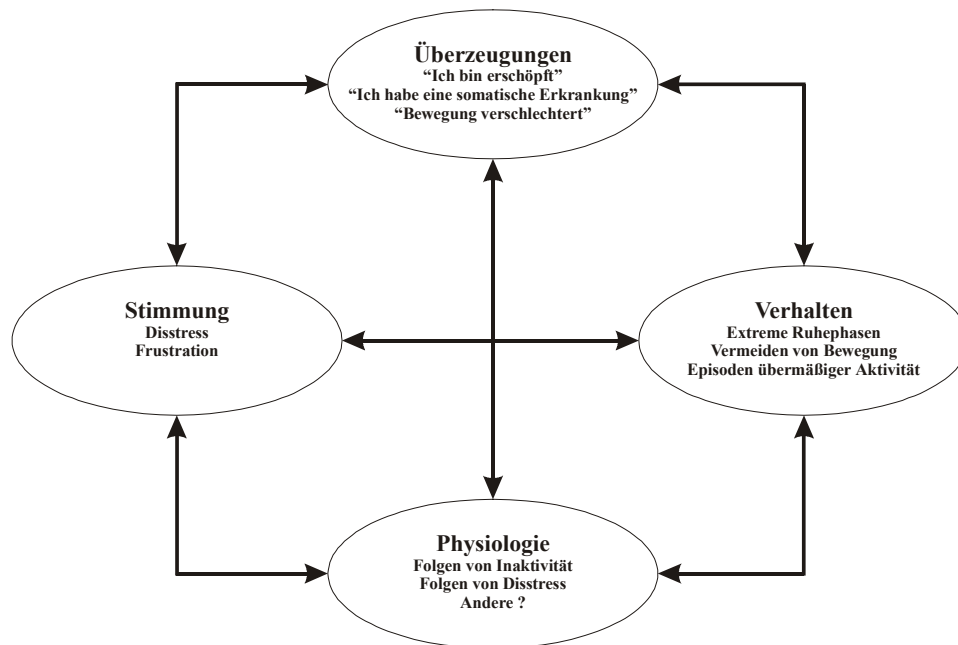 Überzeugungen
“Ich bin erschöpft”
“Ich habe eine somatische Erkrankung”
“Bewegung verschlechtert”
Stimmung
Disstress
Frustration
Verhalten
Extreme Ruhephasen
Vermeiden von Bewegung
Episoden übermäßiger Aktivität
Physiologie
Folgen von Inaktivität
Folgen von Disstress
Andere ?